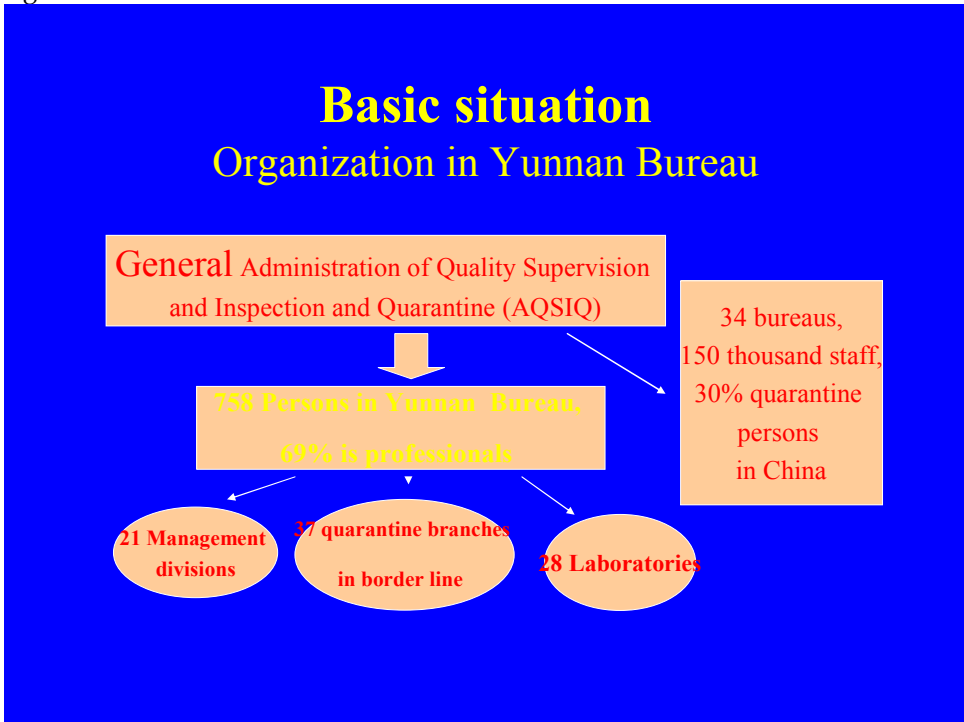 Basic situation
Organization in Yunnan Bureau
General Administration of Quality Supervision
and Inspection and Quarantine (AQSIQ)
34 bureaus,
150 thousand staff,
30% quarantine
persons
in China
758 Persons in Yunnan Bureau,
69% is professionals
21 Management
divisions
37 quarantine branches
in border line
28 Laboratories